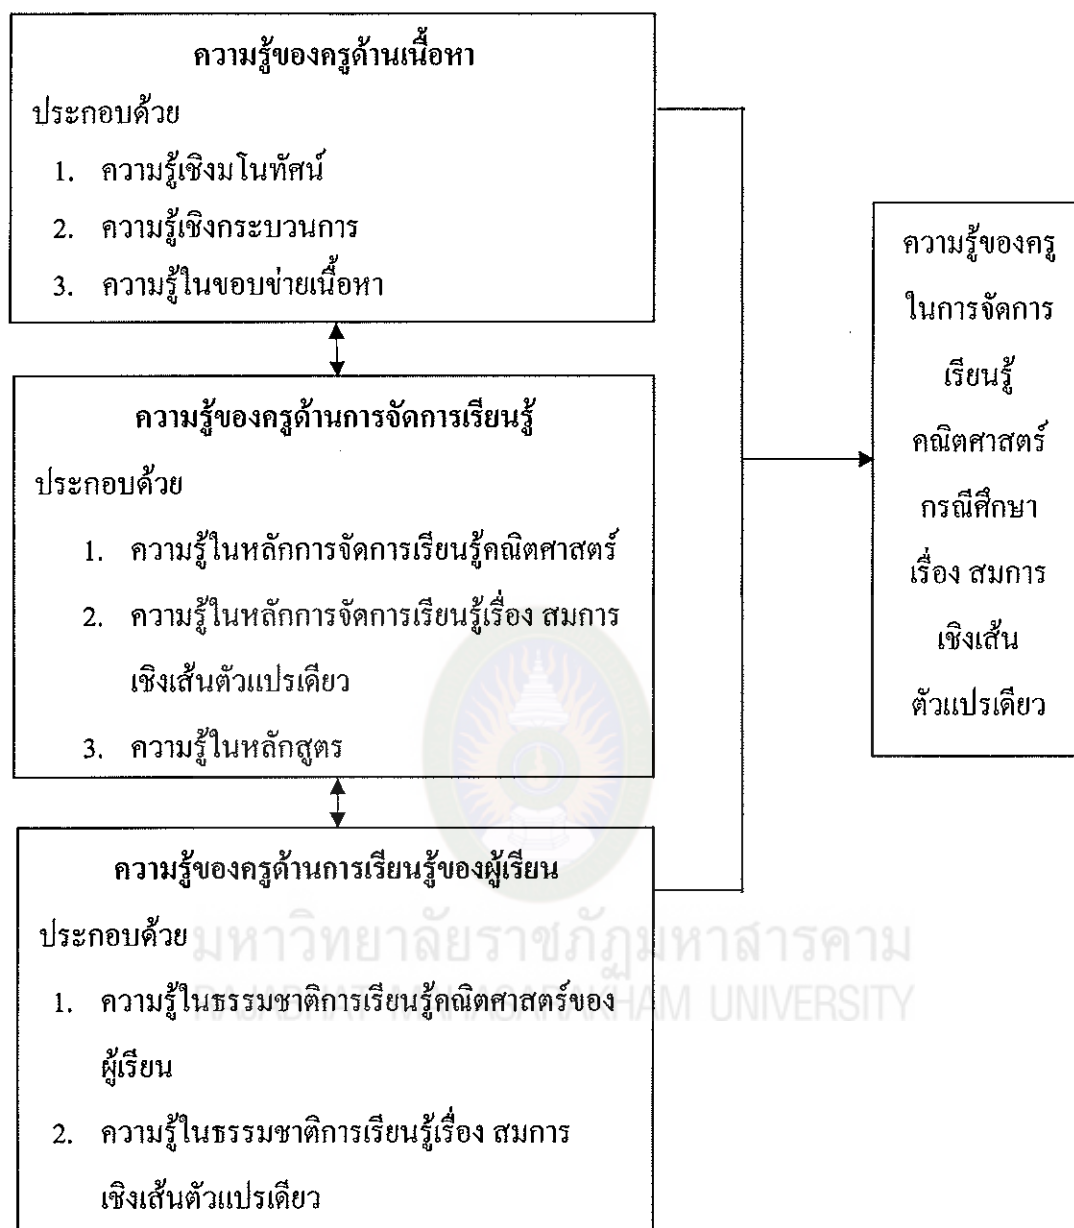 ความรู้ของครูด้านเนื้อหา
ประกอบด้วย
1. ความรู้เชิงมโนทัศน์
2. ความรู้เชิงกระบวนการ
3. ความรู้ในขอบข่ายเนื้อหา
ความรู้ของครูด้านการจัดการเรียนรู้
ประกอบด้วย
1. ความรู้ในหลักการจัดการเรียนรู้คณิตศาสตร์
2. ความรู้ในหลักการจัดการเรียนรู้เรื่อง สมการ
เชิงเส้นตัวแปรเดียว
3. ความรู้ในหลักสูตร
ความรู้ของครูด้านการเรียนรู้ของผู้เรียน
ประกอบด้วย
1. ความรู้ในธรรมชาติการเรียนรู้คณิตศาสตร์ของ
ผู้เรียน
2. ความรู้ในธรรมชาติการเรียนรู้เรื่อง สมการ
เชิงเส้นตัวแปรเดียว
ความรู้ของครู
ในการจัดการ
เรียนรู้
คณิตศาสตร์
กรณีศึกษา
เรื่อง สมการ
เชิงเส้น
ตัวแปรเดียว
มหาวิทยาลัยราชภัฏมหาสารคาม
RAJABHAT MAHASARAKHAM UNIVERSITY